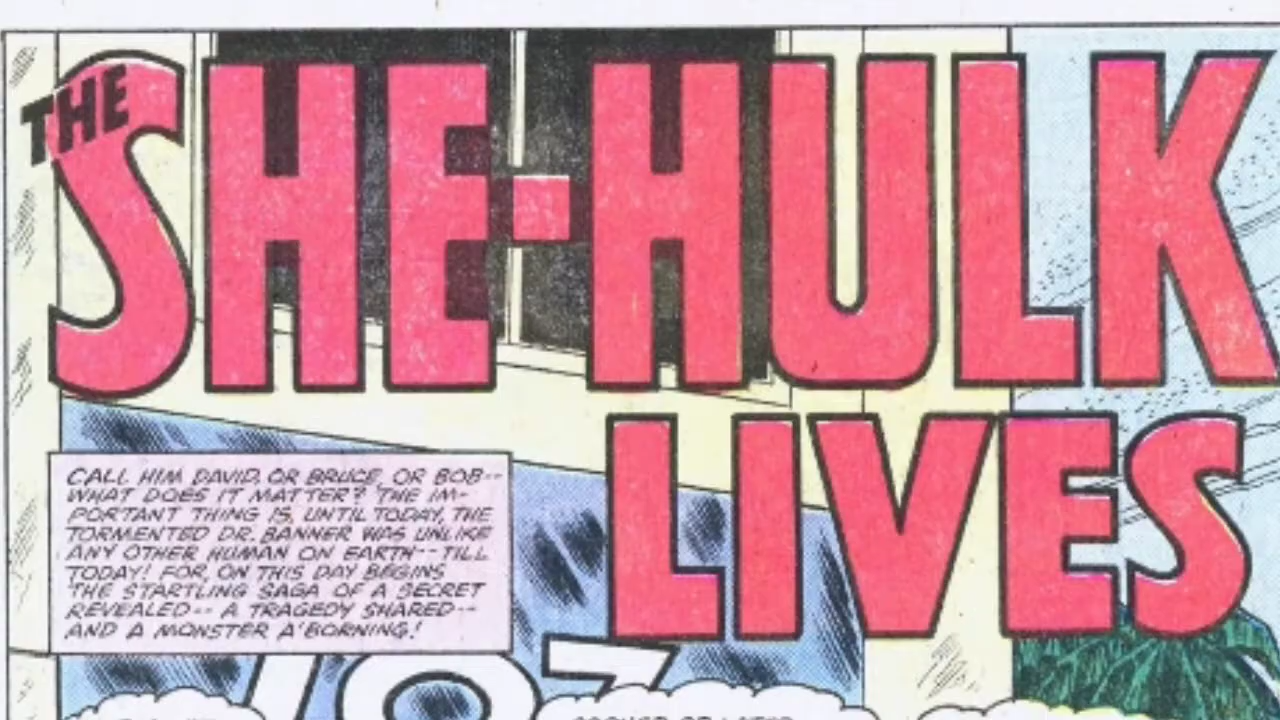 THE
SHE-HULK
LIVES
CALL HIM DAVID, OR BRUCE, OR BOB--
WHAT DOES IT MATTER? THE IM-
PORTANT THING IS, UNTIL TODAY, THE
TORMENTED DR. BANNER WAS UNLIKE
ANY OTHER HUMAN ON EARTH--TILL
TODAY! FOR, ON THIS DAY BEGINS
THE STARTLING SAGA OF A SECRET
REVEALED-- A TRAGEDY SHARED--
AND A MONSTER A'BORNING!